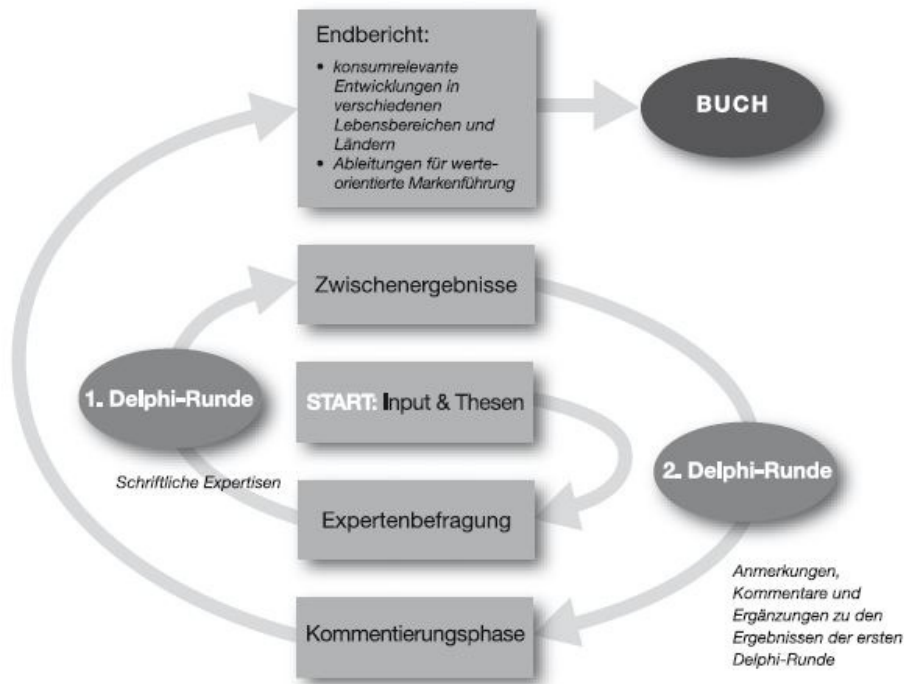 Endbericht:
• konsumrelevante
Entwicklungen in
verschiedenen
Lebensbereichen und
Ländern
• Ableitungen für werte-
orientierte Markenführung
BUCH
Zwischenergebnisse
1. Delphi-Runde
START: Input & Thesen
2. Delphi-Runde
Schriftliche Expertisen
Expertenbefragung
Kommentierungsphase
Anmerkungen,
Kommentare und
Ergänzungen zu den
Ergebnissen der ersten
Delphi-Runde